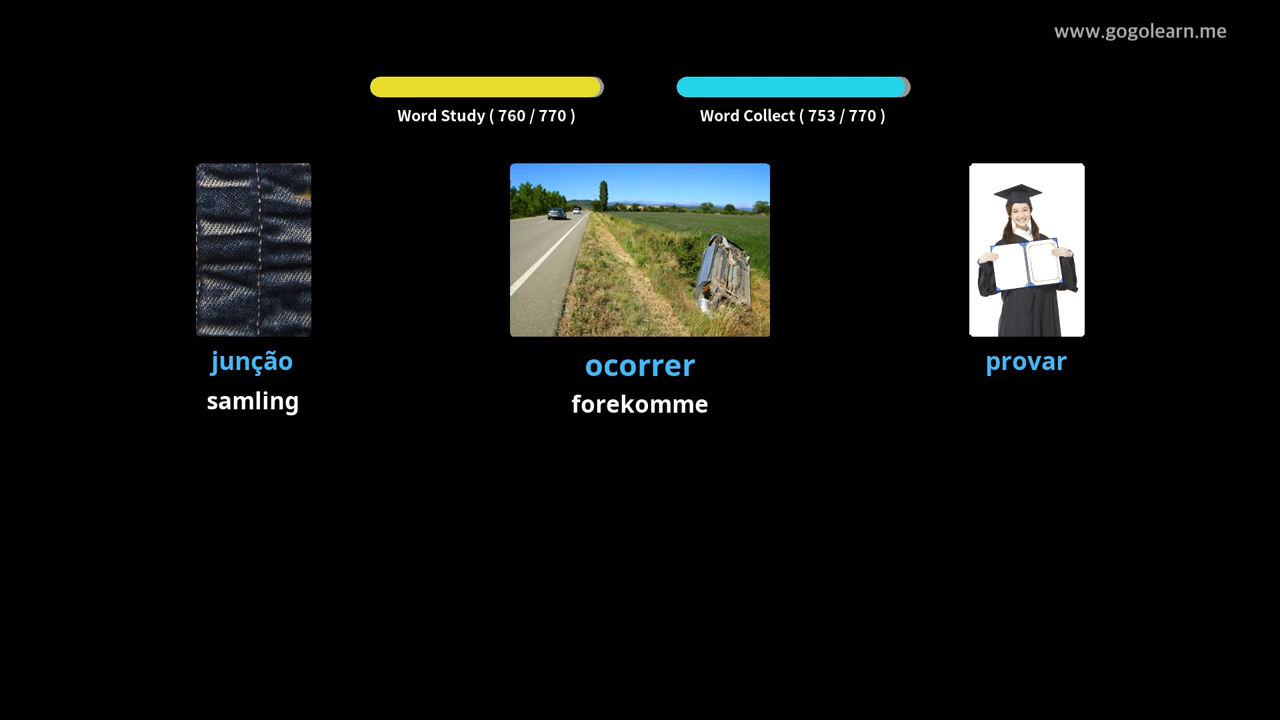 www.gogolearn.me
Word Study ( 760 / 770 )
Word Collect ( 753 / 770 )
junção
samling
ocorrer
forekomme
provar